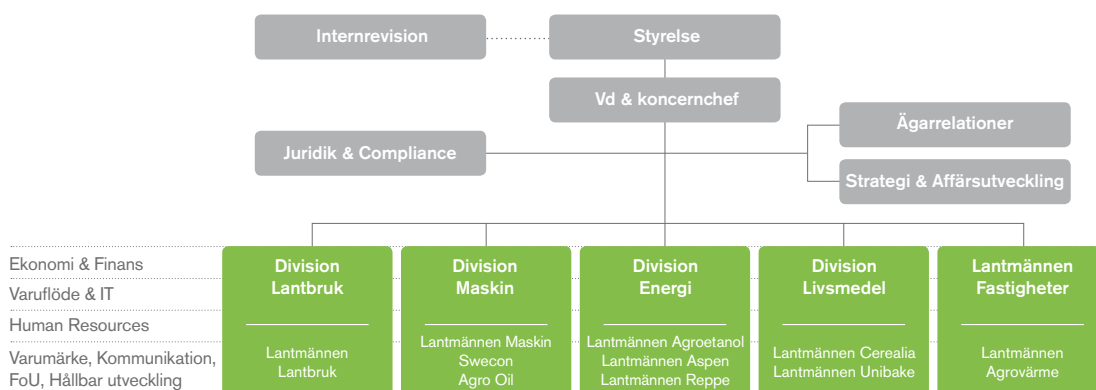 Internrevision
Styrelse
Vd & koncernchef
Ägarrelationer
Juridik & Compliance
Strategi & Affärsutveckling
Ekonomi & Finans
Varuflöde & IT
Human Resources
Varumärke, Kommunikation,
FoU, Hållbar utveckling
Division
Lantbruk
Lantmännen
Lantbruk
Division
Maskin
Lantmännen Maskin
Swecon
Agro Oil
Division
Energi
Lantmännen Agroetanol
Lantmännen Aspen
Lantmännen Reppe
Division
Livsmedel
Lantmännen Cerealia
Lantmännen Unibake
Lantmännen
Fastigheter
Lantmännen
Agrovärme